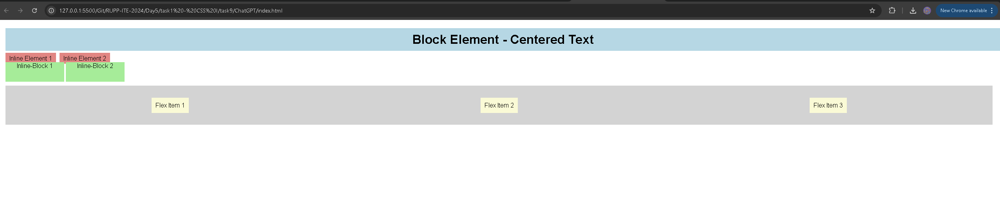 127.0.0.1:5500/Git/RUPP-ITE-2024/Day5/task1%20-%20CSS%20I/task9/ChatGPT/index.html New Chrome available
Block Element - Centered Text
Inline Element 1 Inline Element 2
Inline-Block 1 Inline-Block 2
Flex Item 1 Flex Item 2 Flex Item 3